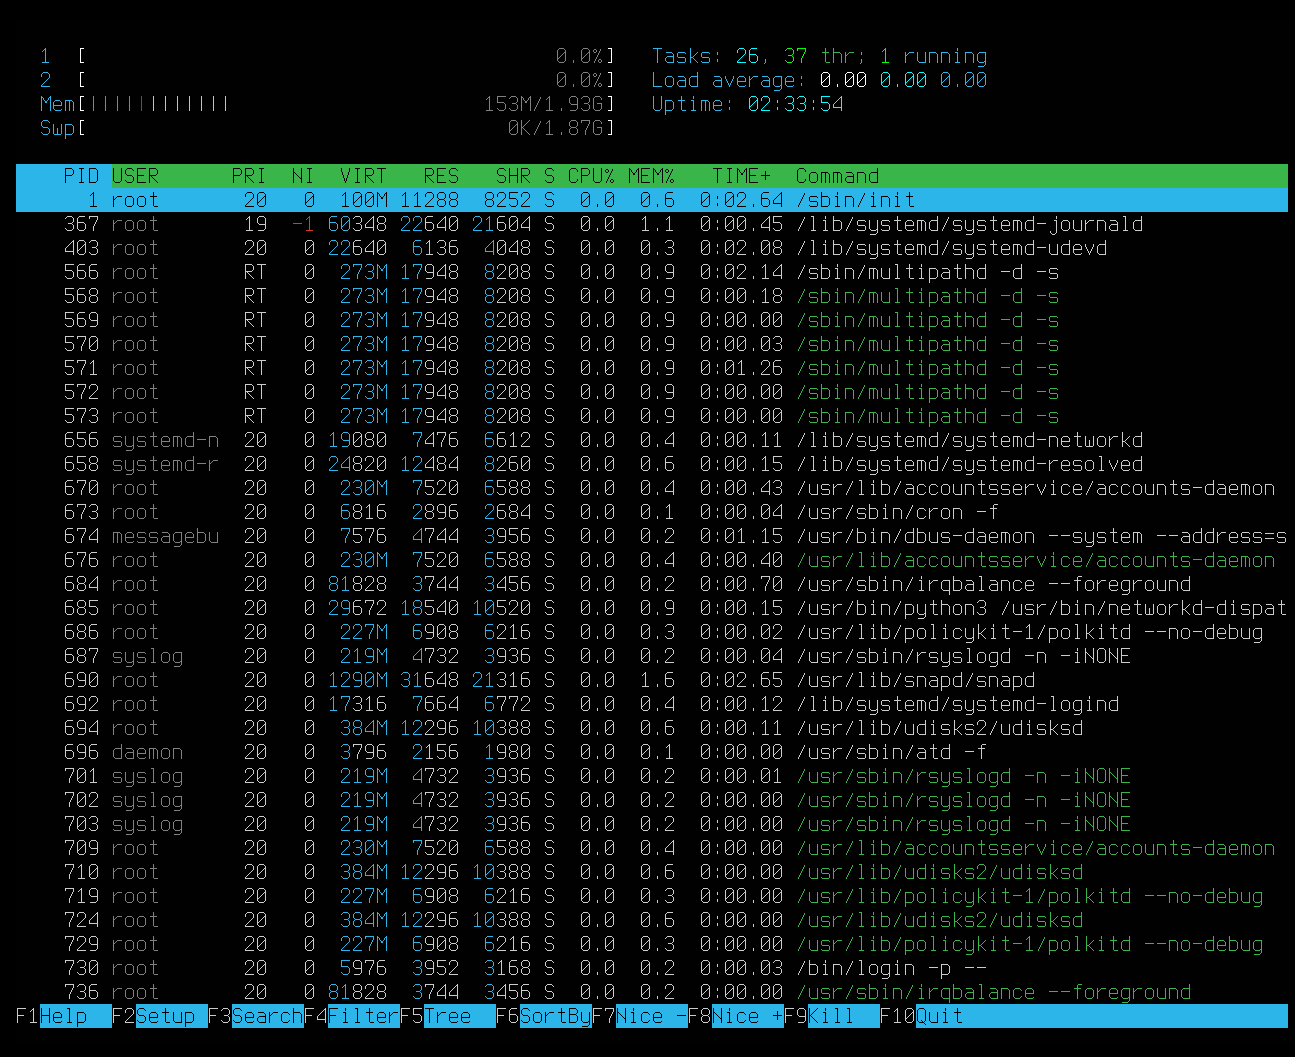 1  [                                       0.0%]   Tasks: 26, 37 thr; 1 running
2  [                                       0.0%]   Load average: 0.00 0.00 0.00
Mem[|||||||||||||                    153M/1.93G]   Uptime: 02:33:54
Swp[                                   0K/1.87G]
PID USER      PRI  NI  VIRT   RES   SHR S CPU% MEM%   TIME+  Command
1 root       20   0  100M 11288  8252 S  0.0  0.6  0:02.64 /sbin/init
367 root       19  -1 60348 22640 21604 S  0.0  1.1  0:00.45 /lib/systemd/systemd-journald
403 root       20   0 22640  6136  4048 S  0.0  0.3  0:02.08 /lib/systemd/systemd-udevd
566 root       RT   0  273M 17948  8208 S  0.0  0.9  0:02.14 /sbin/multipathd -d -s
568 root       RT   0  273M 17948  8208 S  0.0  0.9  0:00.18 /sbin/multipathd -d -s
569 root       RT   0  273M 17948  8208 S  0.0  0.9  0:00.00 /sbin/multipathd -d -s
570 root       RT   0  273M 17948  8208 S  0.0  0.9  0:00.03 /sbin/multipathd -d -s
571 root       RT   0  273M 17948  8208 S  0.0  0.9  0:01.26 /sbin/multipathd -d -s
572 root       RT   0  273M 17948  8208 S  0.0  0.9  0:00.00 /sbin/multipathd -d -s
573 root       RT   0  273M 17948  8208 S  0.0  0.9  0:00.00 /sbin/multipathd -d -s
656 systemd-n  20   0 19080  7476  6612 S  0.0  0.4  0:00.11 /lib/systemd/systemd-networkd
658 systemd-r  20   0 24820 12484  8260 S  0.0  0.6  0:00.15 /lib/systemd/systemd-resolved
670 root       20   0  230M  7520  6588 S  0.0  0.4  0:00.43 /usr/lib/accountsservice/accounts-daemon
673 root       20   0  6816  2896  2684 S  0.0  0.1  0:00.04 /usr/sbin/cron -f
674 messagebu  20   0  7576  4744  3956 S  0.0  0.2  0:01.15 /usr/bin/dbus-daemon --system --address=s
676 root       20   0  230M  7520  6588 S  0.0  0.4  0:00.40 /usr/lib/accountsservice/accounts-daemon
684 root       20   0 81828  3744  3456 S  0.0  0.2  0:00.70 /usr/sbin/irqbalance --foreground
685 root       20   0 29672 18540 10520 S  0.0  0.9  0:00.15 /usr/bin/python3 /usr/bin/networkd-dispat
686 root       20   0  227M  6908  6216 S  0.0  0.3  0:00.02 /usr/lib/policykit-1/polkitd --no-debug
687 syslog     20   0  219M  4732  3936 S  0.0  0.2  0:00.04 /usr/sbin/rsyslogd -n -iNONE
690 root       20   0 1290M 31648 21316 S  0.0  1.6  0:02.65 /usr/lib/snapd/snapd
692 root       20   0 17316  7664  6772 S  0.0  0.4  0:00.12 /lib/systemd/systemd-logind
694 root       20   0  384M 12296 10388 S  0.0  0.6  0:00.11 /usr/lib/udisks2/udisksd
696 daemon     20   0  3796  2156  1980 S  0.0  0.1  0:00.00 /usr/sbin/atd -f
701 syslog     20   0  219M  4732  3936 S  0.0  0.2  0:00.01 /usr/sbin/rsyslogd -n -iNONE
702 syslog     20   0  219M  4732  3936 S  0.0  0.2  0:00.00 /usr/sbin/rsyslogd -n -iNONE
703 syslog     20   0  219M  4732  3936 S  0.0  0.2  0:00.00 /usr/sbin/rsyslogd -n -iNONE
709 root       20   0  230M  7520  6588 S  0.0  0.4  0:00.00 /usr/lib/accountsservice/accounts-daemon
710 root       20   0  384M 12296 10388 S  0.0  0.6  0:00.00 /usr/lib/udisks2/udisksd
719 root       20   0  227M  6908  6216 S  0.0  0.3  0:00.00 /usr/lib/policykit-1/polkitd --no-debug
724 root       20   0  384M 12296 10388 S  0.0  0.6  0:00.00 /usr/lib/udisks2/udisksd
729 root       20   0  227M  6908  6216 S  0.0  0.3  0:00.00 /usr/lib/policykit-1/polkitd --no-debug
730 root       20   0  5976  3952  3168 S  0.0  0.2  0:00.03 /bin/login -p --
736 root       20   0 81828  3744  3456 S  0.0  0.2  0:00.00 /usr/sbin/irqbalance --foreground
F1Help  F2Setup F3SearchF4FilterF5Tree  F6SortByF7Nice -F8Nice +F9Kill  F10Quit